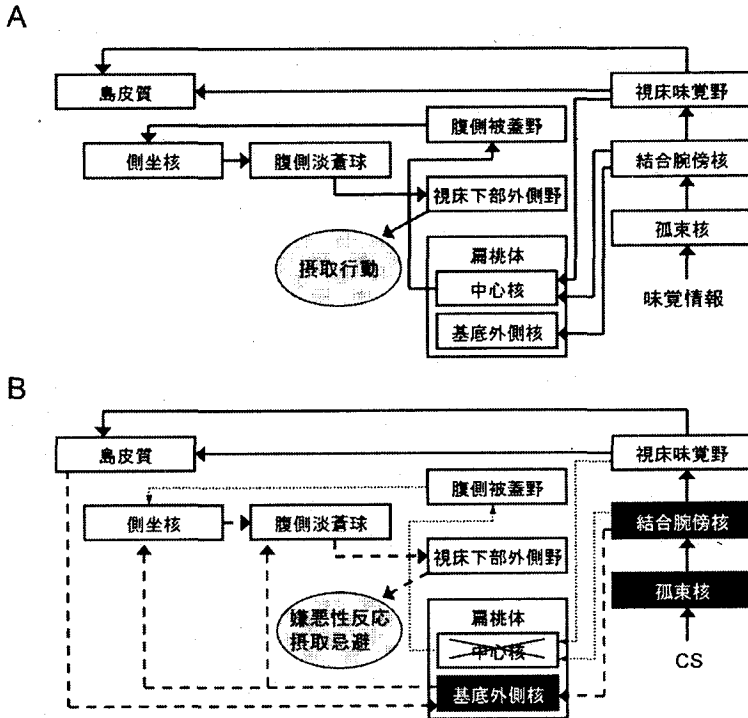 A
島皮質
視床味覚野
腹側被蓋野
側坐核
腹側淡蒼球
結合腕傍核
視床下部外側野
孤束核
扁桃体
摂取行動
中心核
味覚情報
基底外側核
B
島皮質
視床味覚野
腹側被蓋野
側坐核
腹側淡蒼球
結合腕傍核
視床下部外側野
孤束核
扁桃体
嫌悪性反応
摂取忌避
中心核
CS
基底外側核